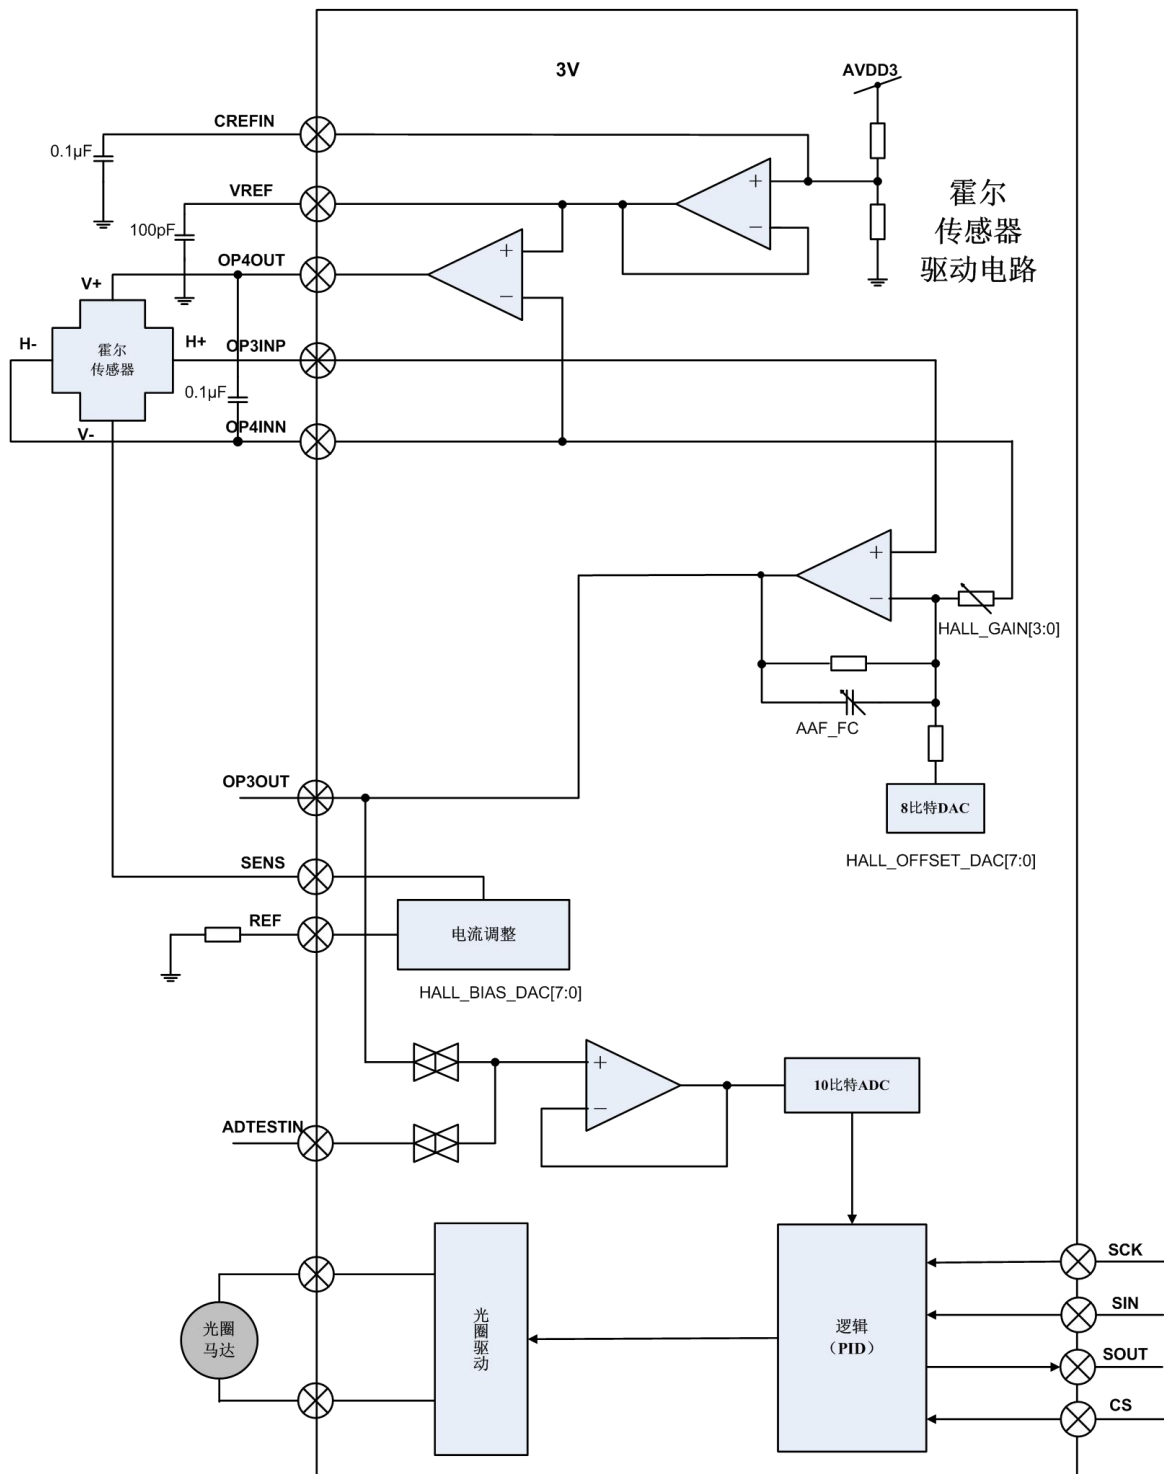 3V
AVDD3
CREFIN
0.1µF
VREF
100pF
霍尔
传感器
驱动电路
OP4OUT
V+
+
−
+
−
H-
霍尔
传感器
H+
OP3INP
0.1µF
V-
OP4INN
+
−
HALL_GAIN[3:0]
AAF_FC
OP3OUT
8比特DAC
HALL_OFFSET_DAC[7:0]
SENS
REF
电流调整
HALL_BIAS_DAC[7:0]
+
−
10比特ADC
ADTESTIN
光圈
马达
光圈驱动
逻辑
（PID）
SCK
SIN
SOUT
CS